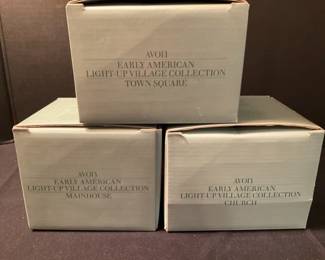 AVON
EARLY AMERICAN
LIGHT-UP VILLAGE COLLECTION
TOWN SQUARE
AVON
EARLY AMERICAN
LIGHT-UP VILLAGE COLLECTION
MAINHOUSE
AVON
EARLY AMERICAN
LIGHT-UP VILLAGE COLLECTION
CHURCH